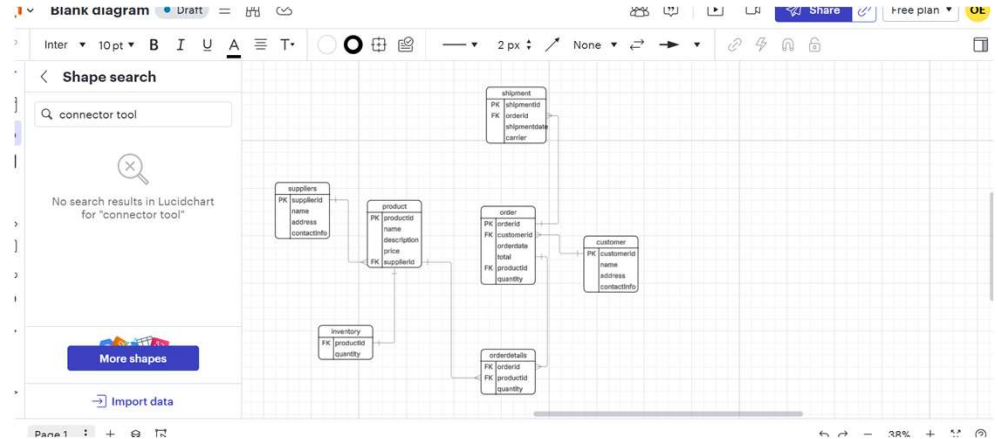 Blank diagram Draft Share Free plan OE
Inter 10 pt B I U A T 2 px None
Shape search
connector tool
No search results in Lucidchart
for "connector tool"
More shapes
Import data
shipment
PK shipmentid
FK orderid
shipmentdate
carrier
suppliers
PK supplierid
name
address
contactinfo
product
PK productid
name
description
price
FK supplierid
order
PK orderid
FK customerid
orderdate
total
FK productid
quantity
customer
PK customerid
name
address
contactinfo
inventory
FK productid
quantity
orderdetails
FK orderid
FK productid
quantity
Page 1 38%